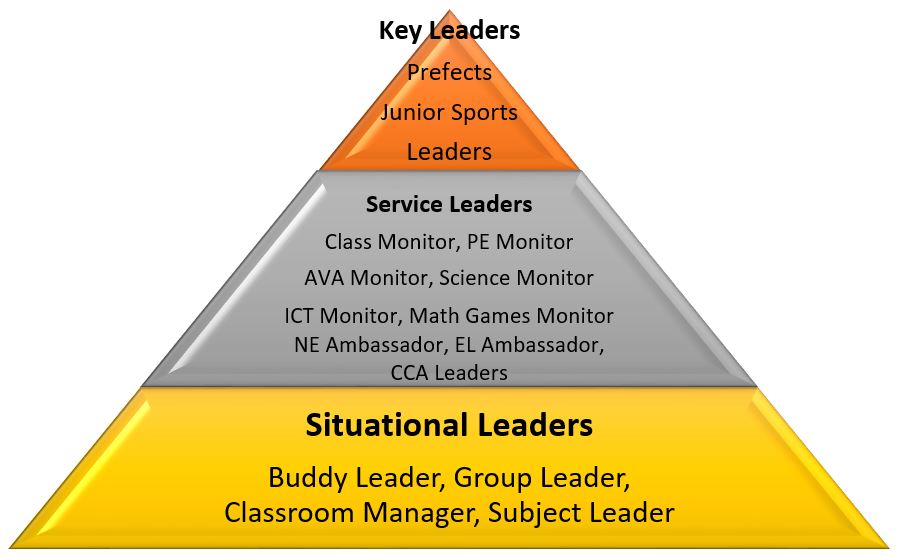 Key Leaders
Prefects
Junior Sports
Leaders
Service Leaders
Class Monitor, PE Monitor
AVA Monitor, Science Monitor
ICT Monitor, Math Games Monitor
NE Ambassador, EL Ambassador,
CCA Leaders
Situational Leaders
Buddy Leader, Group Leader,
Classroom Manager, Subject Leader